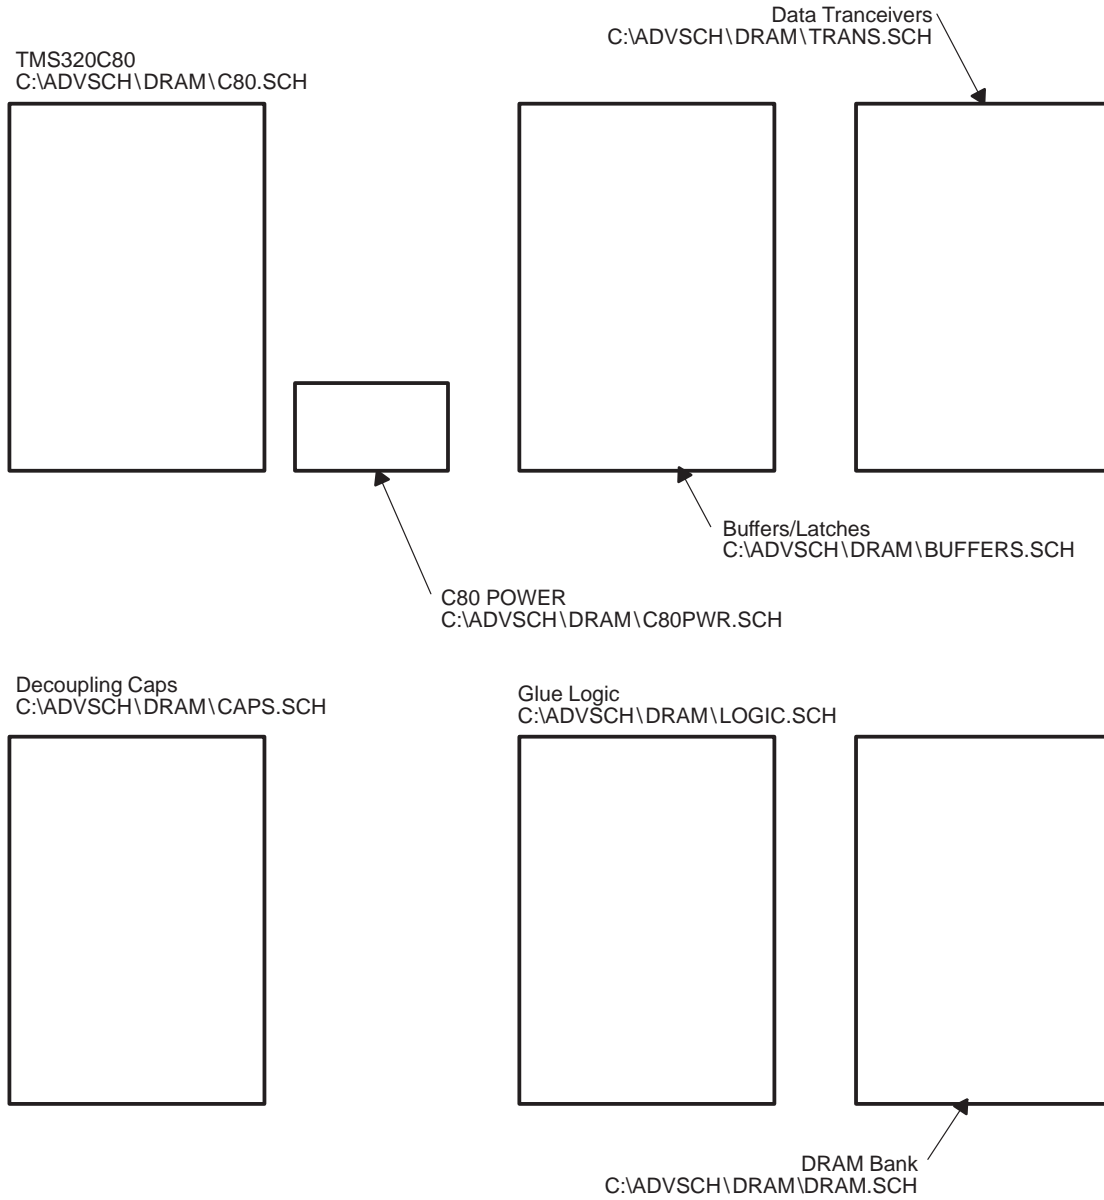 Data Tranceivers
C:\ADVSCH\DRAM\TRANS.SCH
TMS320C80
C:\ADVSCH\DRAM\C80.SCH
Buffers/Latches
C:\ADVSCH\DRAM\BUFFERS.SCH
C80 POWER
C:\ADVSCH\DRAM\C80PWR.SCH
Decoupling Caps
C:\ADVSCH\DRAM\CAPS.SCH
Glue Logic
C:\ADVSCH\DRAM\LOGIC.SCH
DRAM Bank
C:\ADVSCH\DRAM\DRAM.SCH